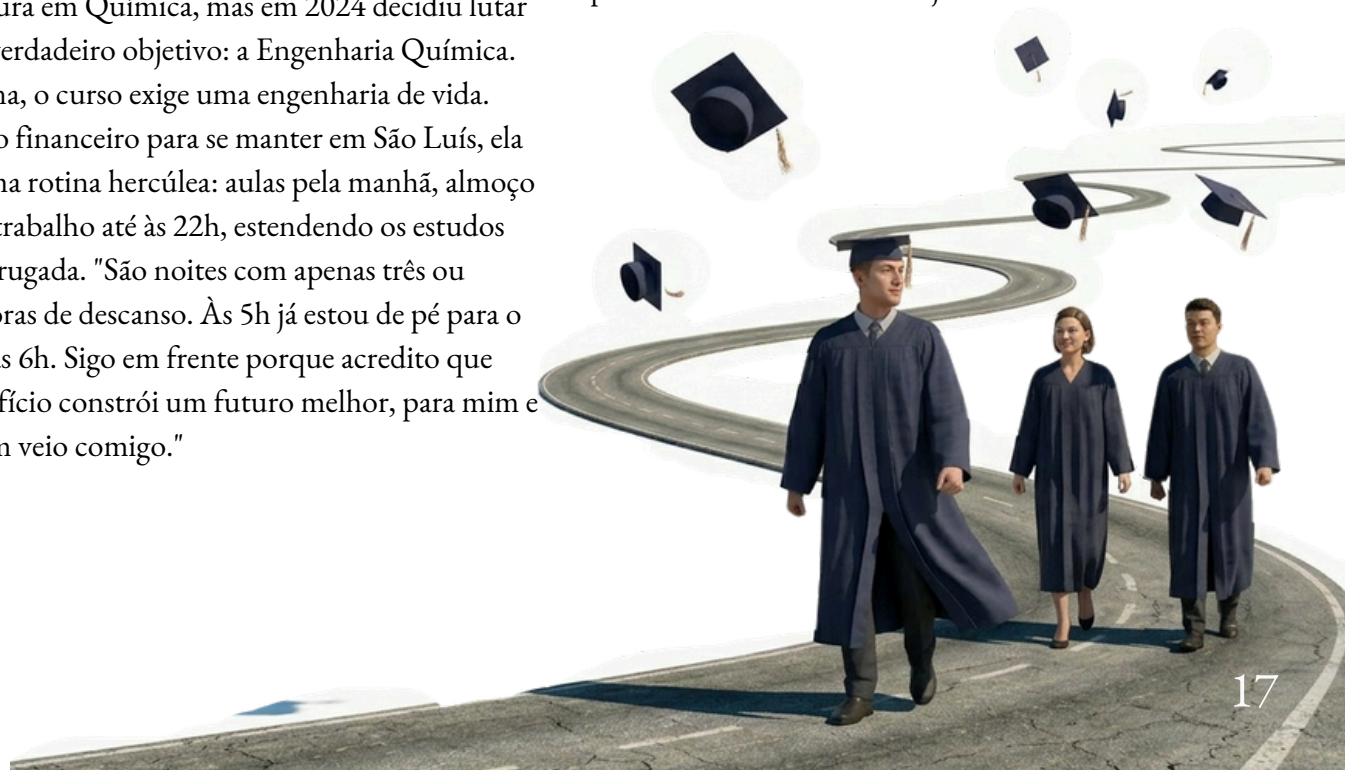 ura em Química, mas em 2024 decidiu lutar
verdadeiro objetivo: a Engenharia Química.
na, o curso exige uma engenharia de vida.
o financeiro para se manter em São Luís, ela
na rotina hercúlea: aulas pela manhã, almoço
trabalho até às 22h, estendendo os estudos
rugada. "São noites com apenas três ou
oras de descanso. Às 5h já estou de pé para o
às 6h. Sigo em frente porque acredito que
fício constrói um futuro melhor, para mim e
m veio comigo."
17